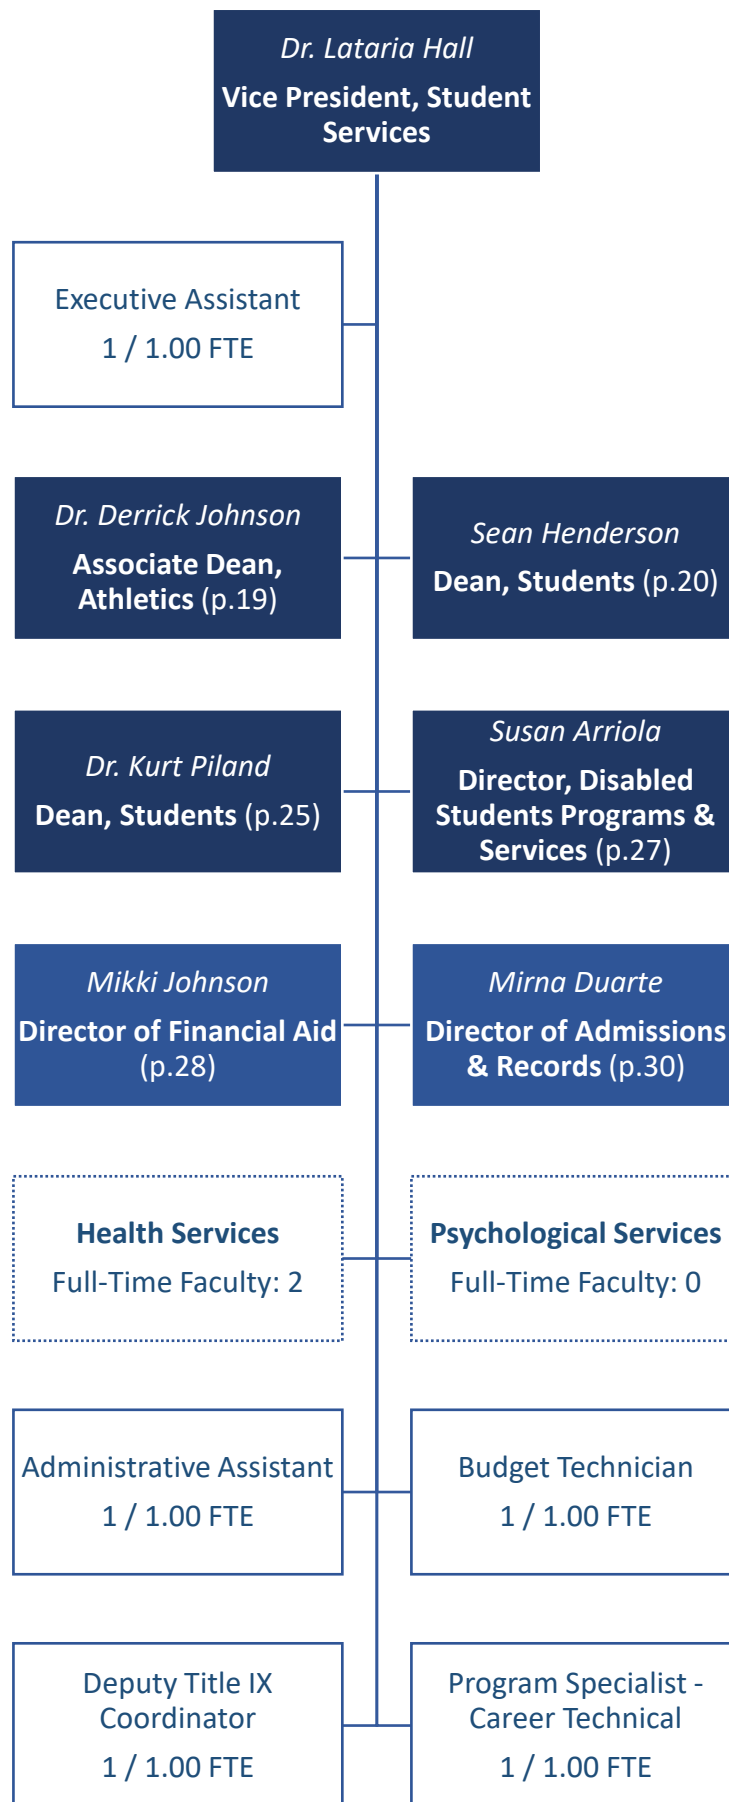 Dr. Lataria Hall
Vice President, Student
Services
Executive Assistant
1 / 1.00 FTE
Dr. Derrick Johnson
Associate Dean,
Athletics (p.19)
Sean Henderson
Dean, Students (p.20)
Dr. Kurt Piland
Dean, Students (p.25)
Susan Arriola
Director, Disabled
Students Programs &
Services (p.27)
Mikki Johnson
Director of Financial Aid
(p.28)
Mirna Duarte
Director of Admissions
& Records (p.30)
Health Services
Full-Time Faculty: 2
Psychological Services
Full-Time Faculty: 0
Administrative Assistant
1 / 1.00 FTE
Budget Technician
1 / 1.00 FTE
Deputy Title IX
Coordinator
1 / 1.00 FTE
Program Specialist -
Career Technical
1 / 1.00 FTE